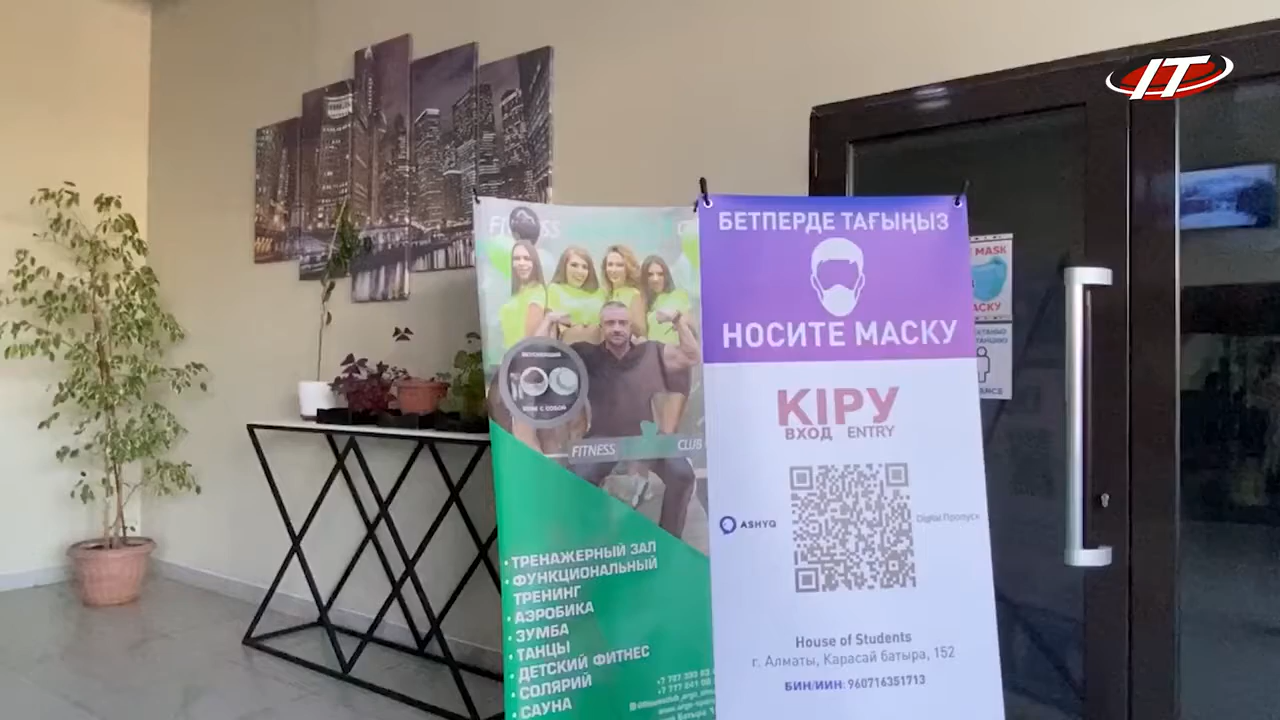 IT
FITNESS
БЕТПЕРДЕ ТАҒЫҢЫЗ
НОСИТЕ МАСКУ
MASK
КІРУ
ВХОД ENTRY
ASHYQ
Digital Пропуск
House of Students
г. Алматы, Карасай батыра, 152
БИН/ИИН: 960716351713
FITNESS CLUB
• ТРЕНАЖЕРНЫЙ ЗАЛ
• ФУНКЦИОНАЛЬНЫЙ
ТРЕНИНГ
• АЭРОБИКА
• ЗУМБА
• ТАНЦЫ
• ДЕТСКИЙ ФИТНЕС
• СОЛЯРИЙ
• САУНА